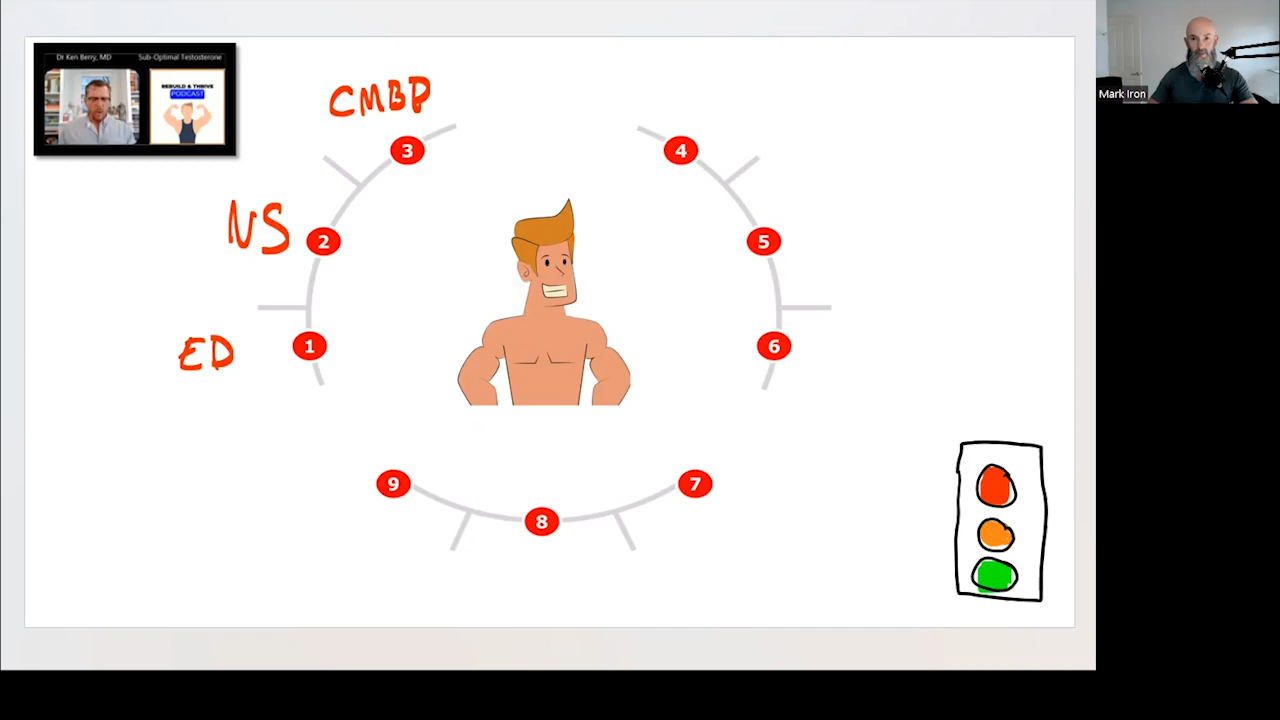 Dr Ken Berry, MD
Sub-Optimal Testosterone
REBUILD & THRIVE
PODCAST
Mark Iron
CMBP
3
4
NS
2
5
ED
1
6
9
7
8